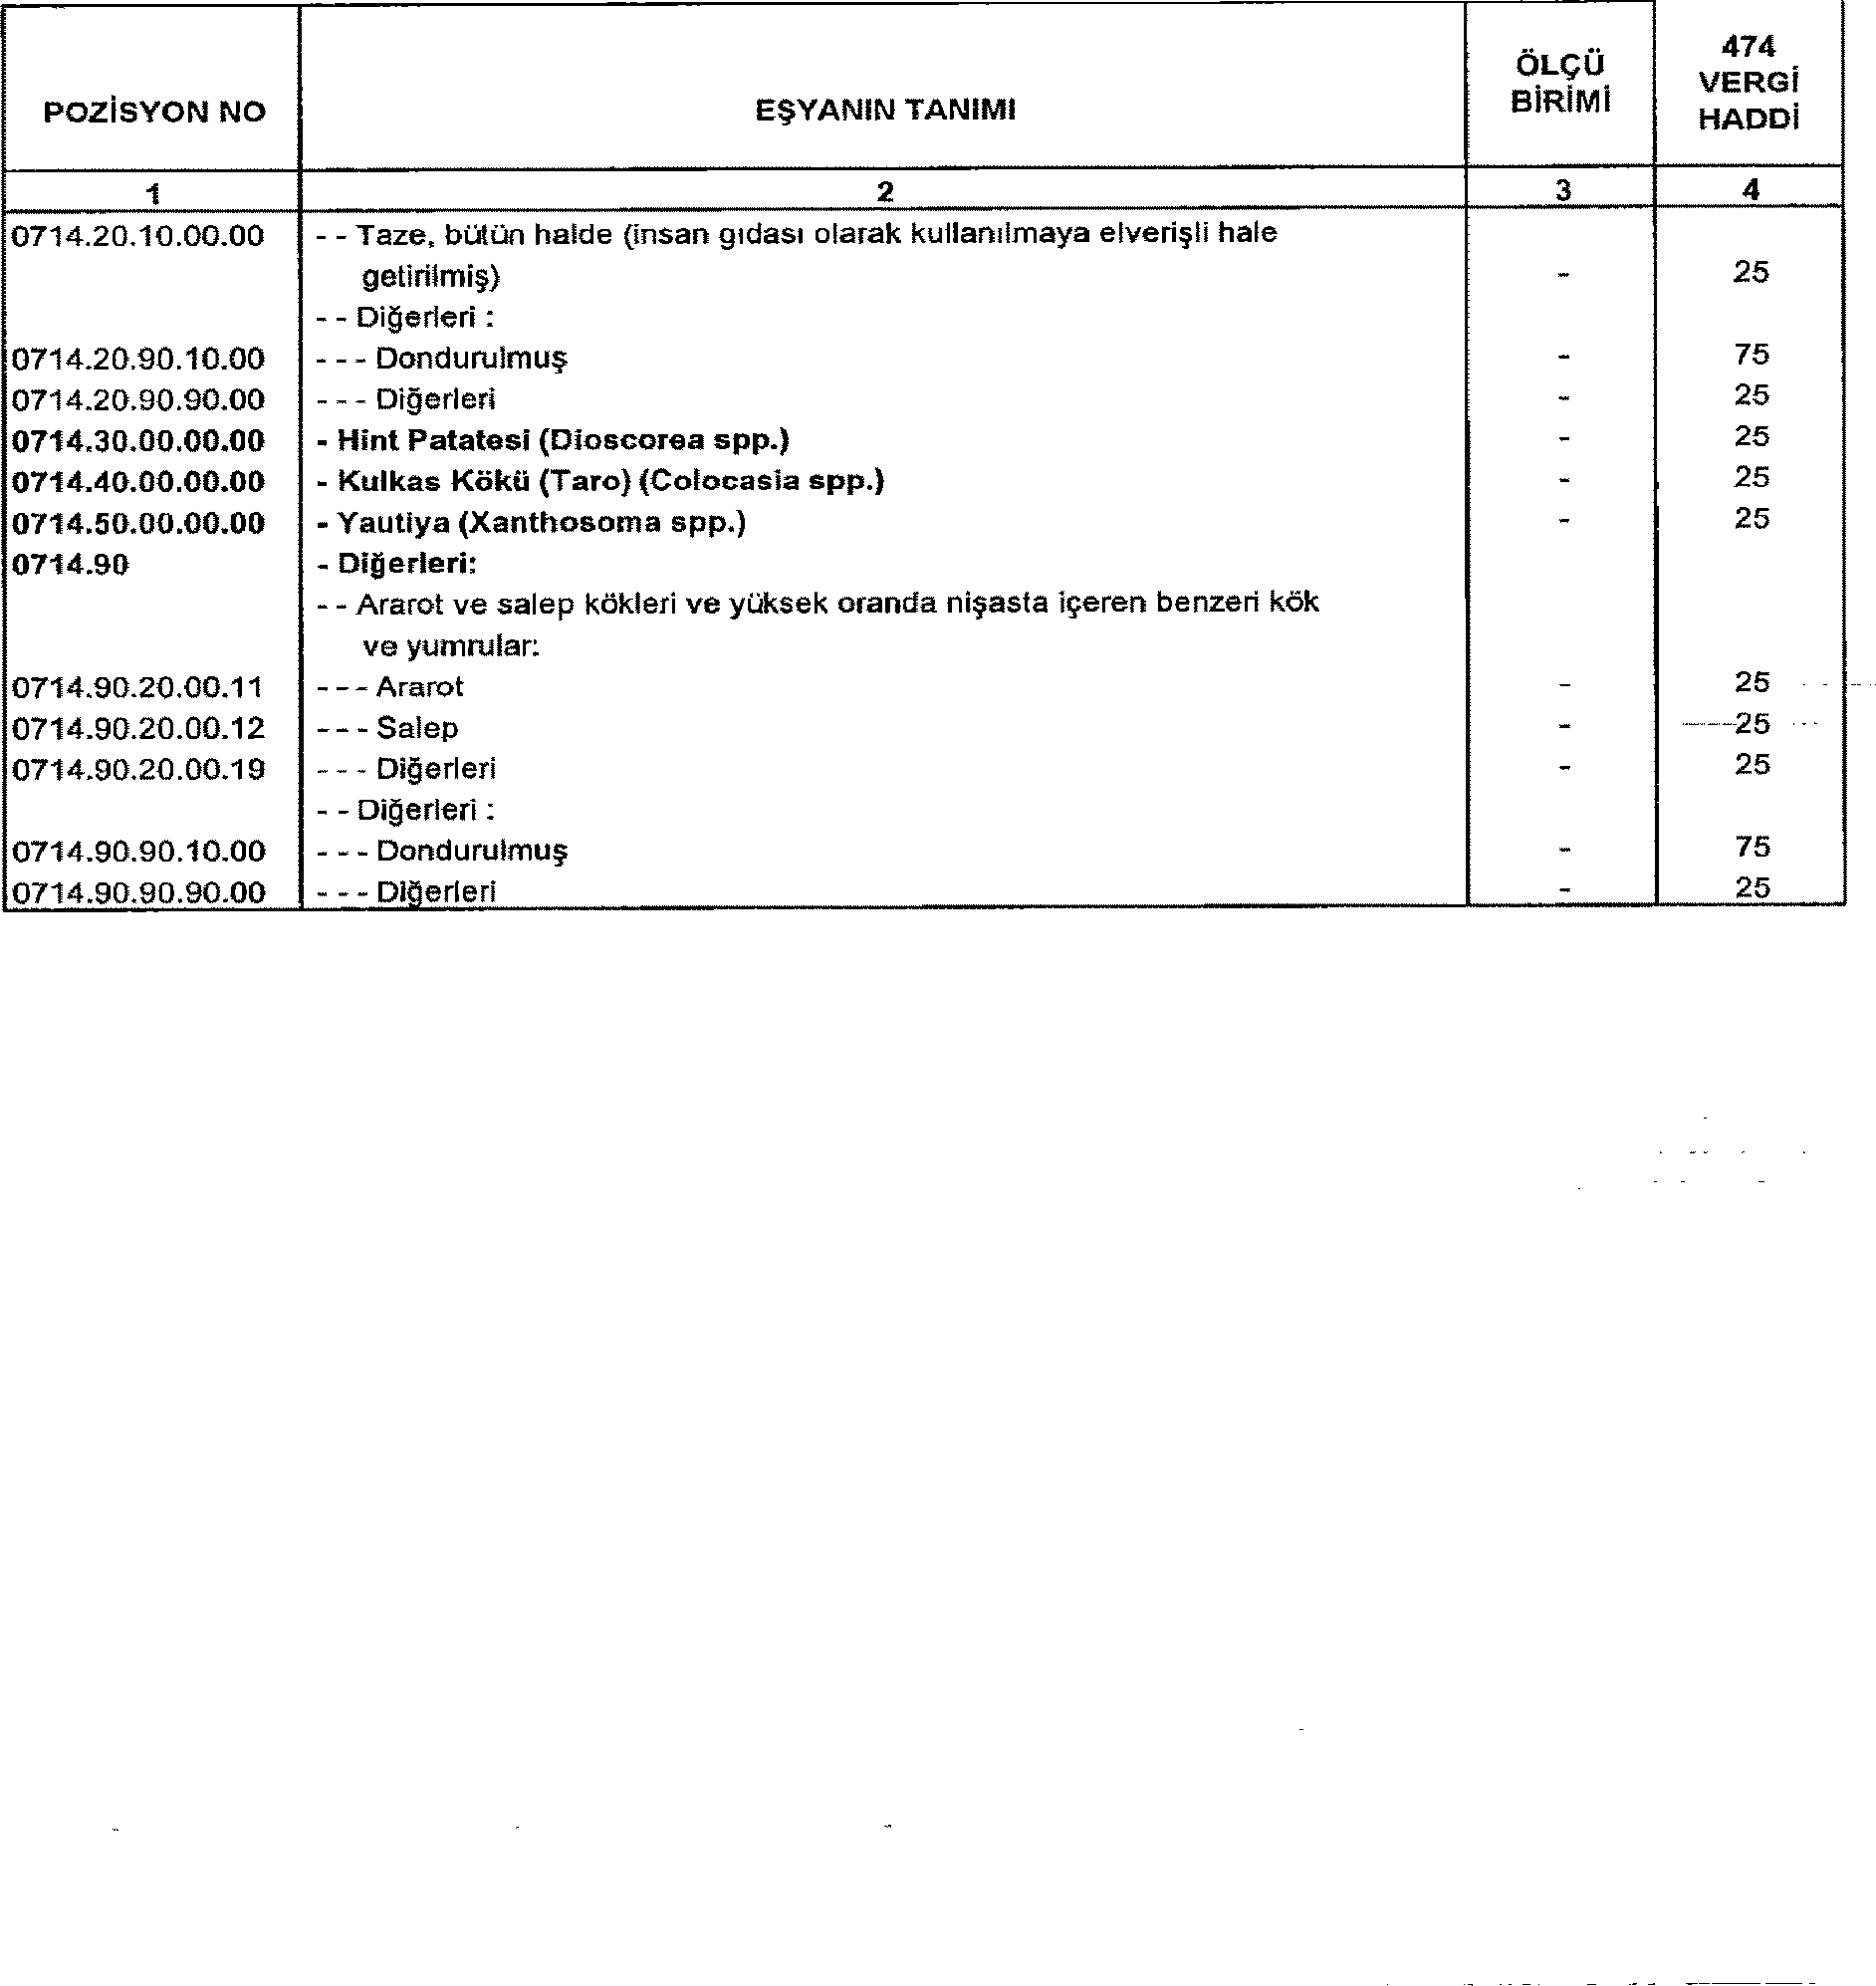 POZİSYON NO EŞYANIN TANIMI ÖLÇÜ BİRİMİ 474 VERGİ HADDİ
1 2 3 4
0714.20.10.00.00 - - Taze, bütün halde (insan gıdası olarak kullanılmaya elverişli hale
getirilmiş) - 25
- - Diğerleri :
0714.20.90.10.00 - - - Dondurulmuş - 75
0714.20.90.90.00 - - - Diğerleri - 25
0714.30.00.00.00 - Hint Patatesi (Dioscorea spp.) - 25
0714.40.00.00.00 - Kulkas Kökü (Taro) (Colocasia spp.) - 25
0714.50.00.00.00 - Yautiya (Xanthosoma spp.) - 25
0714.90 - Diğerleri:
- - Ararot ve salep kökleri ve yüksek oranda nişasta içeren benzeri kök
ve yumrular:
0714.90.20.00.11 - - - Ararot - 25
0714.90.20.00.12 - - - Salep - 25
0714.90.20.00.19 - - - Diğerleri - 25
- - Diğerleri :
0714.90.90.10.00 - - - Dondurulmuş - 75
0714.90.90.90.00 - - - Diğerleri - 25